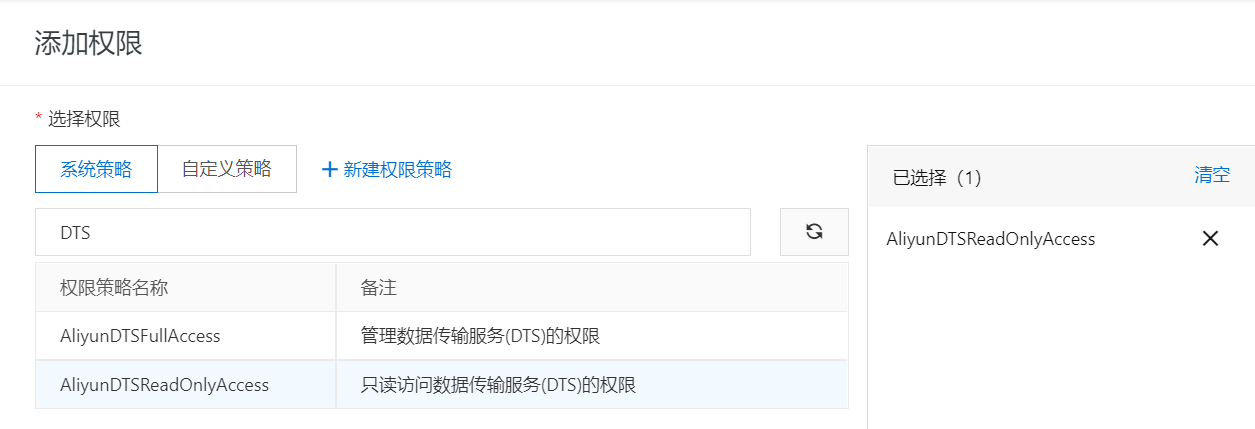 添加权限
* 选择权限
系统策略 自定义策略 + 新建权限策略
已选择（1） 清空
DTS
AliyunDTSReadOnlyAccess
权限策略名称 备注
AliyunDTSFullAccess 管理数据传输服务(DTS)的权限
AliyunDTSReadOnlyAccess 只读访问数据传输服务(DTS)的权限